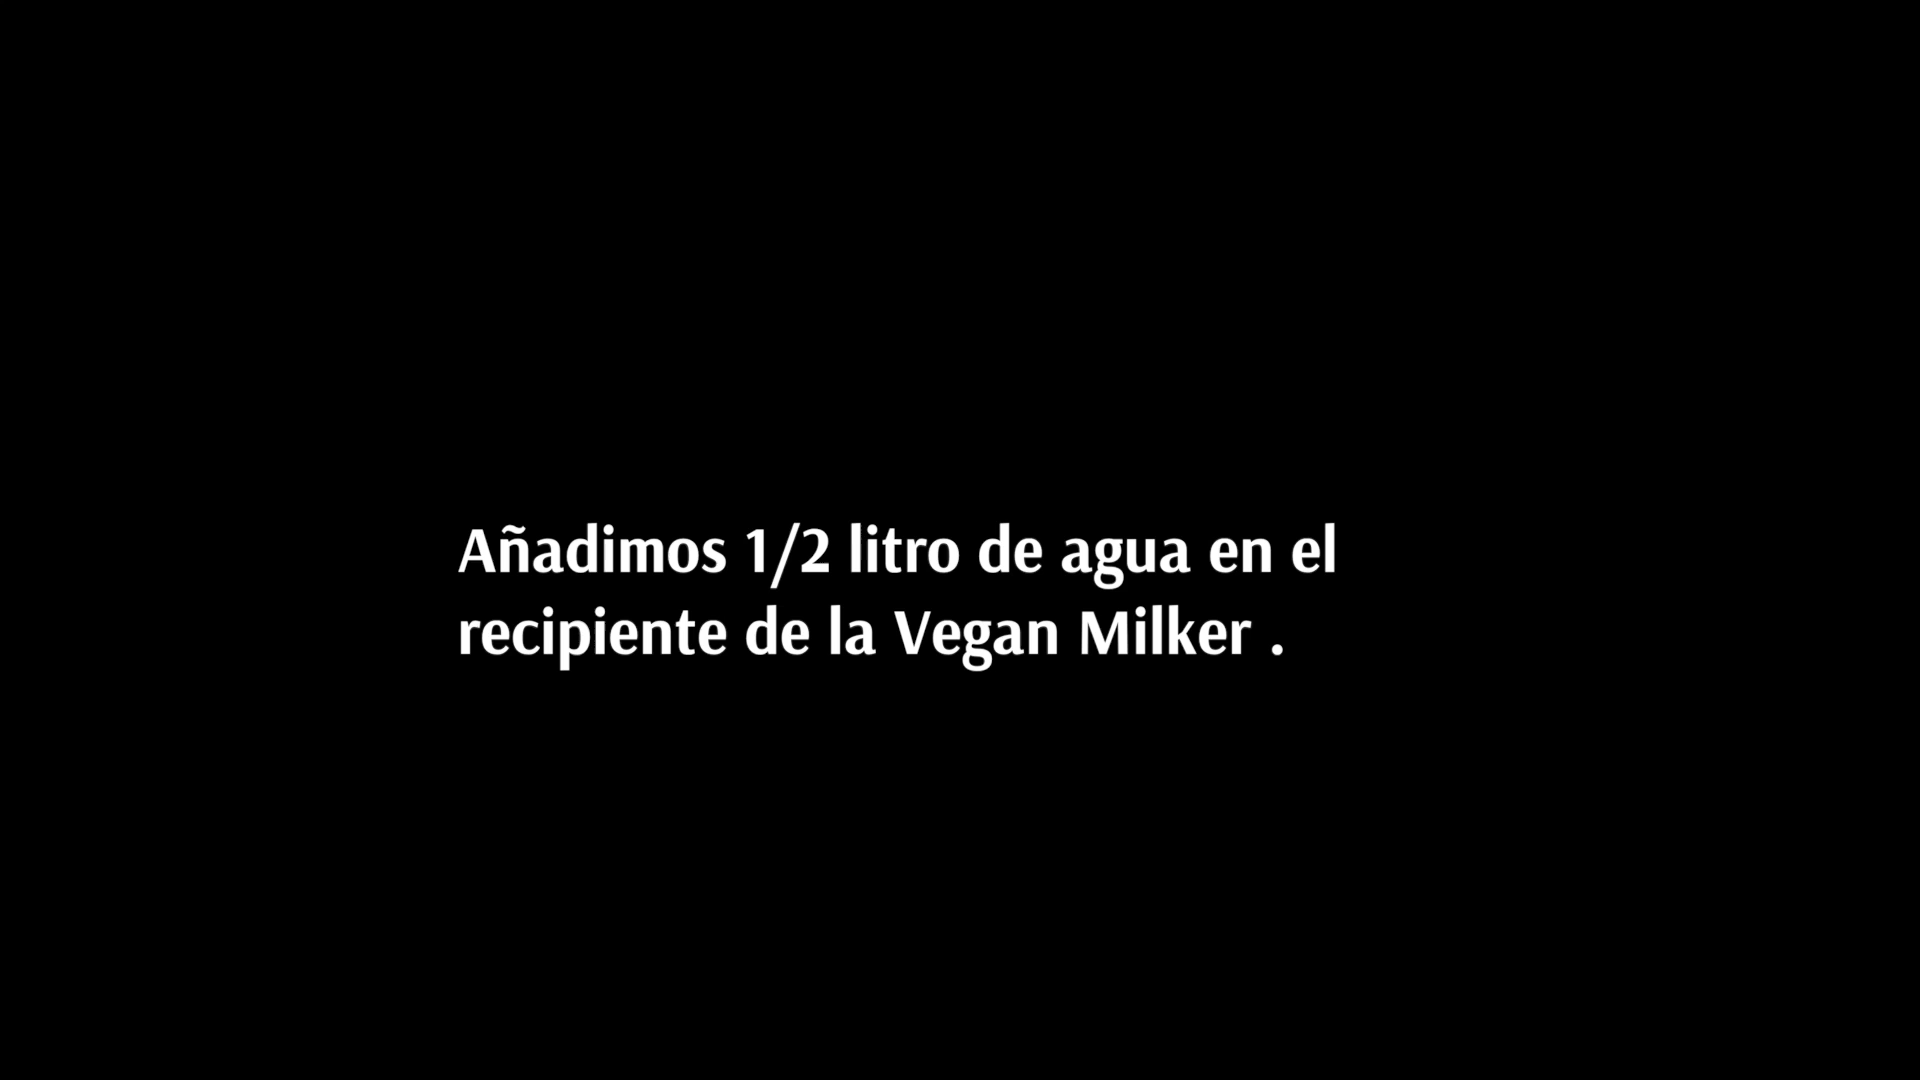 Añadimos 1/2 litro de agua en el
recipiente de la Vegan Milker .